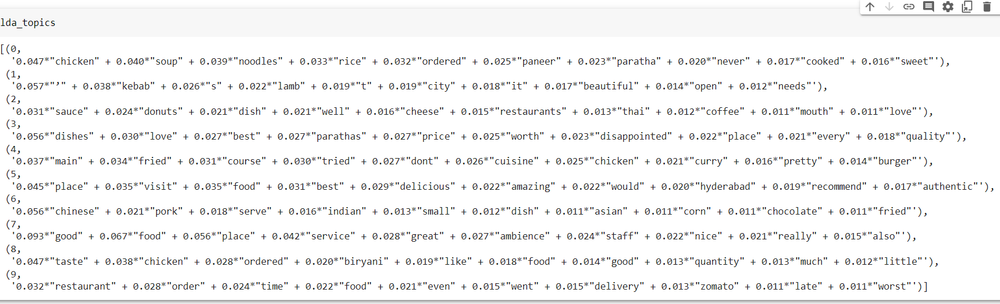 lda_topics
[(0,
'0.047*"chicken" + 0.040*"soup" + 0.039*"noodles" + 0.033*"rice" + 0.032*"ordered" + 0.025*"paneer" + 0.023*"paratha" + 0.020*"never" + 0.017*"cooked" + 0.016*"sweet"'),
(1,
'0.057*"’" + 0.038*"kebab" + 0.026*"s" + 0.022*"lamb" + 0.019*"t" + 0.019*"city" + 0.018*"it" + 0.017*"beautiful" + 0.014*"open" + 0.012*"needs"'),
(2,
'0.031*"sauce" + 0.024*"donuts" + 0.021*"dish" + 0.021*"well" + 0.016*"cheese" + 0.015*"restaurants" + 0.013*"thai" + 0.012*"coffee" + 0.011*"mouth" + 0.011*"love"'),
(3,
'0.056*"dishes" + 0.030*"love" + 0.027*"best" + 0.027*"parathas" + 0.027*"price" + 0.025*"worth" + 0.023*"disappointed" + 0.022*"place" + 0.021*"every" + 0.018*"quality"'),
(4,
'0.037*"main" + 0.034*"fried" + 0.031*"course" + 0.030*"tried" + 0.027*"dont" + 0.026*"cuisine" + 0.025*"chicken" + 0.021*"curry" + 0.016*"pretty" + 0.014*"burger"'),
(5,
'0.045*"place" + 0.035*"visit" + 0.035*"food" + 0.031*"best" + 0.029*"delicious" + 0.022*"amazing" + 0.022*"would" + 0.020*"hyderabad" + 0.019*"recommend" + 0.017*"authentic"'),
(6,
'0.056*"chinese" + 0.021*"pork" + 0.018*"serve" + 0.016*"indian" + 0.013*"small" + 0.012*"dish" + 0.011*"asian" + 0.011*"corn" + 0.011*"chocolate" + 0.011*"fried"'),
(7,
'0.093*"good" + 0.067*"food" + 0.056*"place" + 0.042*"service" + 0.028*"great" + 0.027*"ambience" + 0.024*"staff" + 0.022*"nice" + 0.021*"really" + 0.015*"also"'),
(8,
'0.047*"taste" + 0.038*"chicken" + 0.028*"ordered" + 0.020*"biryani" + 0.019*"like" + 0.018*"food" + 0.014*"good" + 0.013*"quantity" + 0.013*"much" + 0.012*"little"'),
(9,
'0.032*"restaurant" + 0.028*"order" + 0.024*"time" + 0.022*"food" + 0.021*"even" + 0.015*"went" + 0.015*"delivery" + 0.013*"zomato" + 0.011*"late" + 0.011*"worst"')]